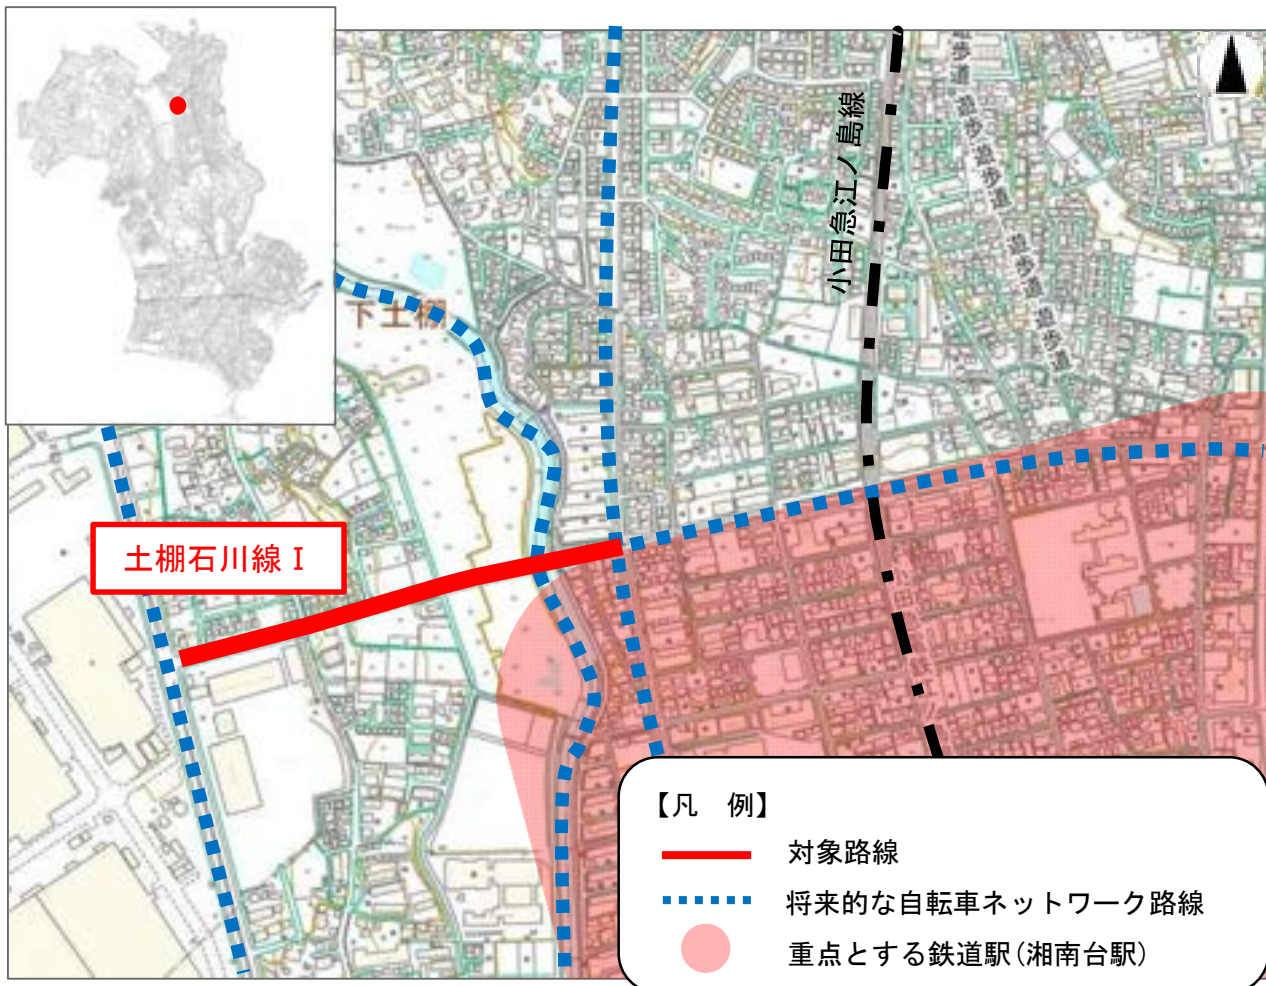 小田急江ノ島線
遊歩道
遊歩道
遊歩道
遊歩道
遊歩道
下土棚
土棚石川線Ⅰ
【凡　例】
対象路線
将来的な自転車ネットワーク路線
重点とする鉄道駅(湘南台駅)